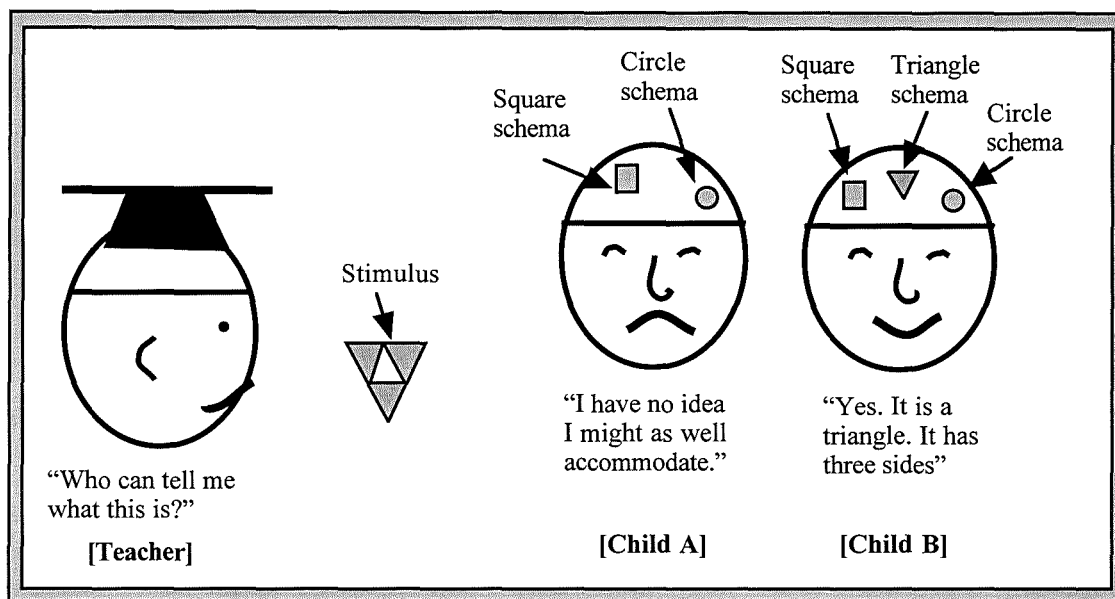 Circle
schema
Square
schema
Square
schema
Triangle
schema
Circle
schema
Stimulus
“Who can tell me
what this is?”
[Teacher]
“I have no idea
I might as well
accommodate.”
[Child A]
“Yes. It is a
triangle. It has
three sides”
[Child B]